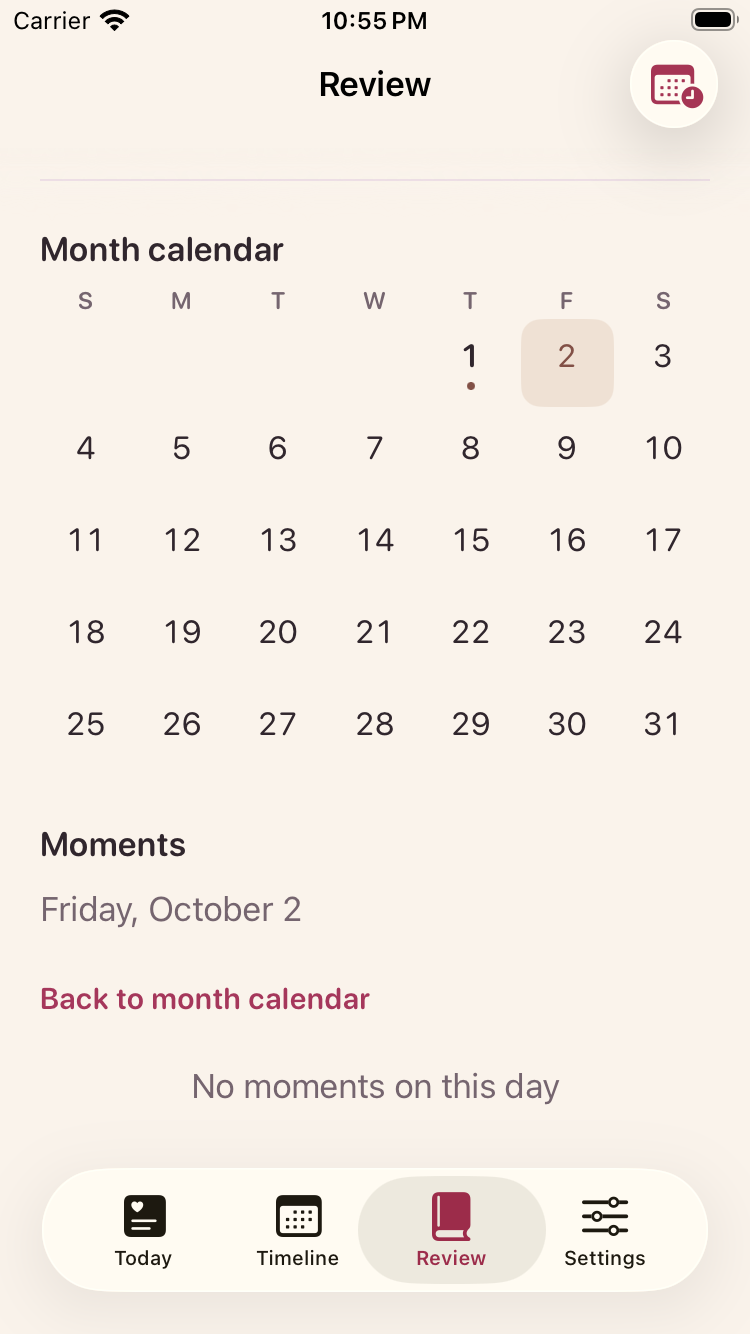 Carrier 10:55 PM
Review
Month calendar
S M T W T F S
1 2 3
4 5 6 7 8 9 10
11 12 13 14 15 16 17
18 19 20 21 22 23 24
25 26 27 28 29 30 31
Moments
Friday, October 2
Back to month calendar
No moments on this day
Today Timeline Review Settings